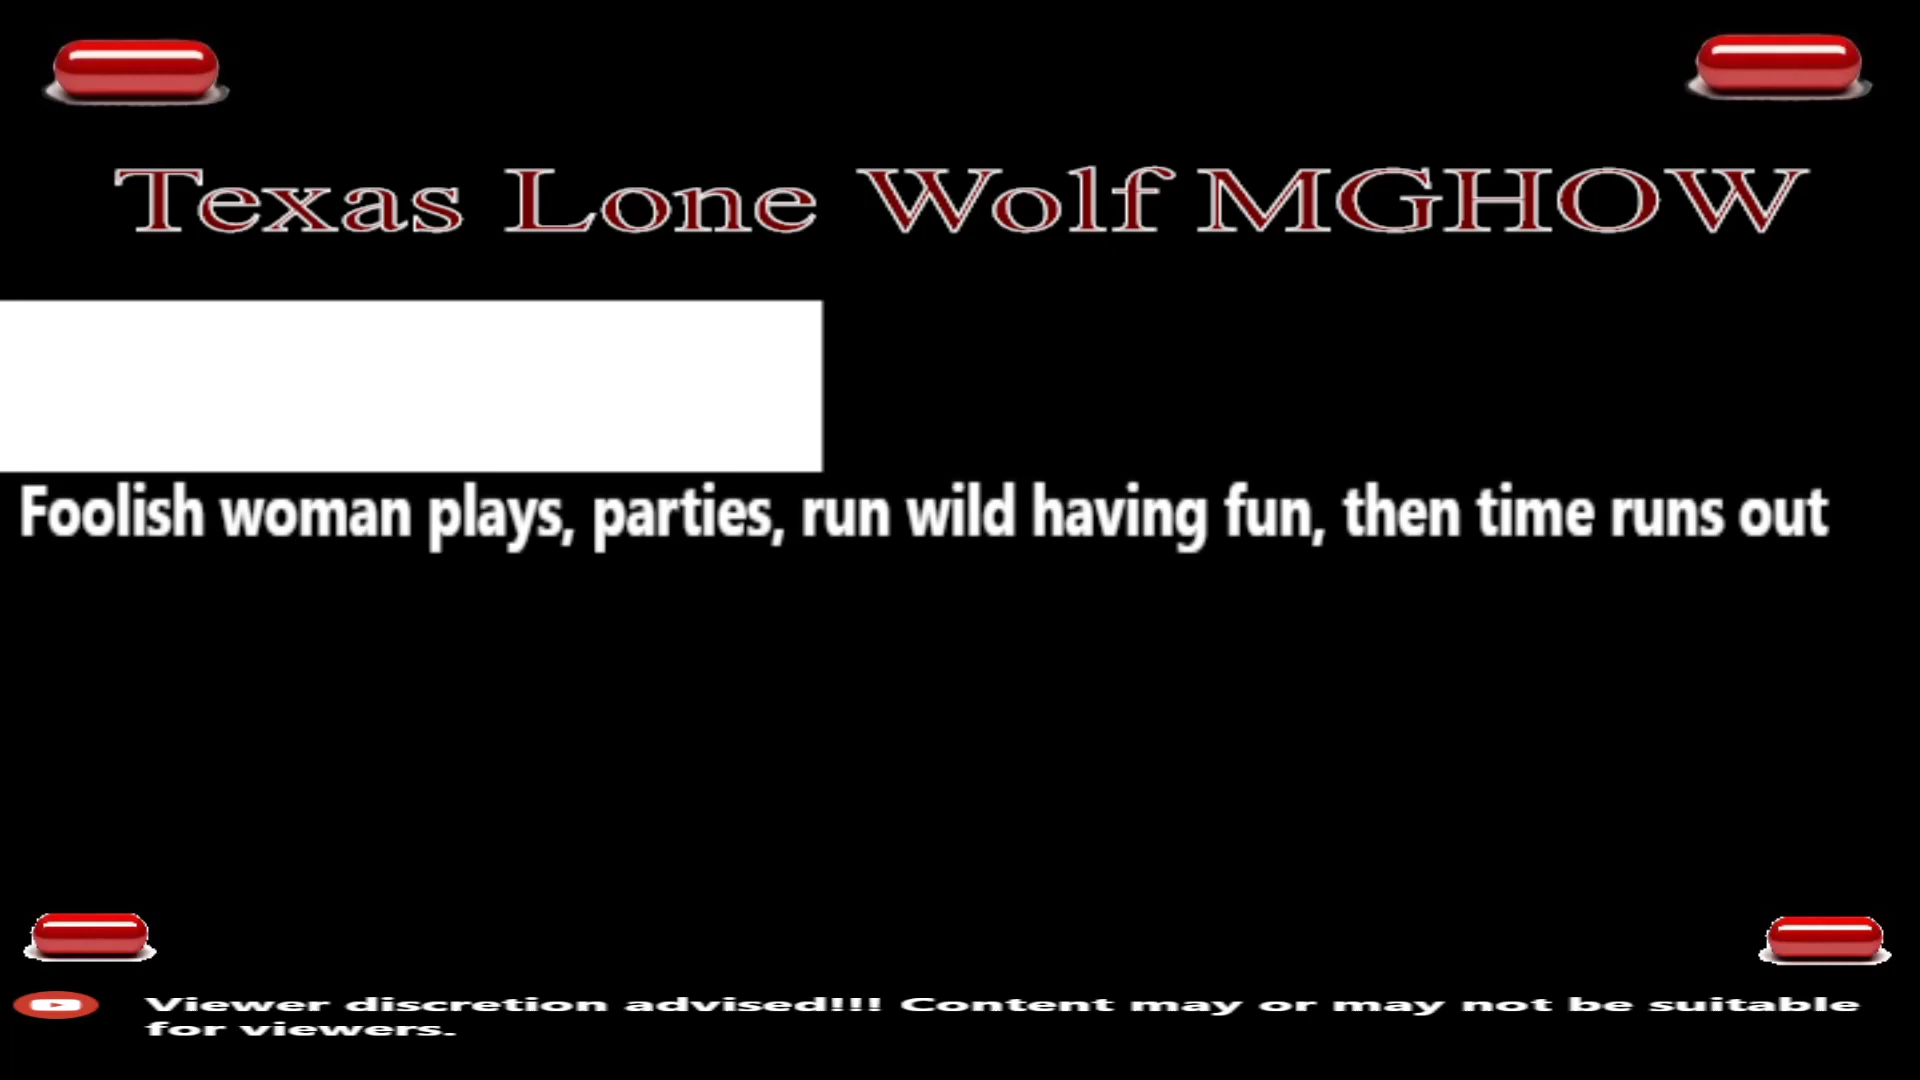 Texas Lone Wolf MGHOW
Foolish woman plays, parties, run wild having fun, then time runs out
Viewer discretion advised!!! Content may or may not be suitable
for viewers.